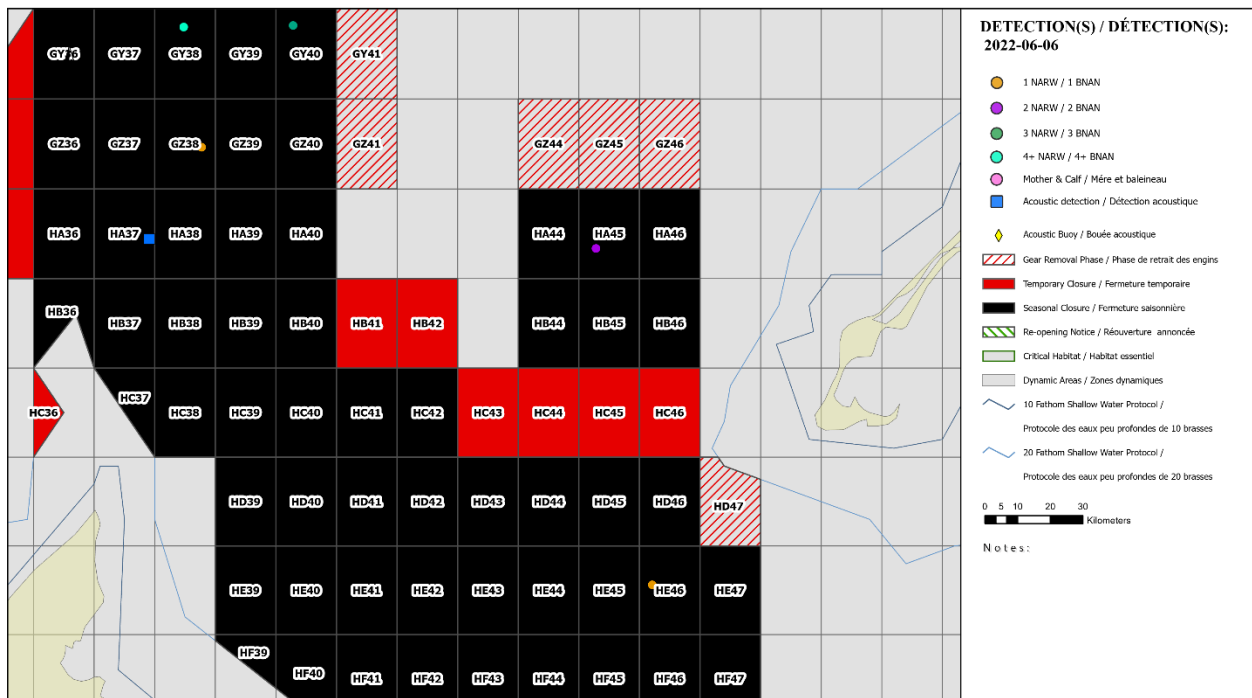 GY36 GY37 GY38 GY39 GY40 GY41
GZ36 GZ37 GZ38 GZ39 GZ40 GZ41 GZ44 GZ45 GZ46
HA36 HA37 HA38 HA39 HA40 HA44 HA45 HA46
HB36 HB37 HB38 HB39 HB40 HB41 HB42 HB44 HB45 HB46
HC36 HC37 HC38 HC39 HC40 HC41 HC42 HC43 HC44 HC45 HC46
HD39 HD40 HD41 HD42 HD43 HD44 HD45 HD46 HD47
HE39 HE40 HE41 HE42 HE43 HE44 HE45 HE46 HE47
HF39 HF40 HF41 HF42 HF43 HF44 HF45 HF46 HF47
DETECTION(S) / DÉTECTION(S):
2022-06-06
1 NARW / 1 BNAN
2 NARW / 2 BNAN
3 NARW / 3 BNAN
4+ NARW / 4+ BNAN
Mother & Calf / Mére et baleineau
Acoustic detection / Détection acoustique
Acoustic Buoy / Bouée acoustique
Gear Removal Phase / Phase de retrait des engins
Temporary Closure / Fermeture temporaire
Seasonal Closure / Fermeture saisonnière
Re-opening Notice / Réouverture annoncée
Critical Habitat / Habitat essentiel
Dynamic Areas / Zones dynamiques
10 Fathom Shallow Water Protocol /
Protocole des eaux peu profondes de 10 brasses
20 Fathom Shallow Water Protocol /
Protocole des eaux peu profondes de 20 brasses
0 5 10 20 30
Kilometers
Notes: